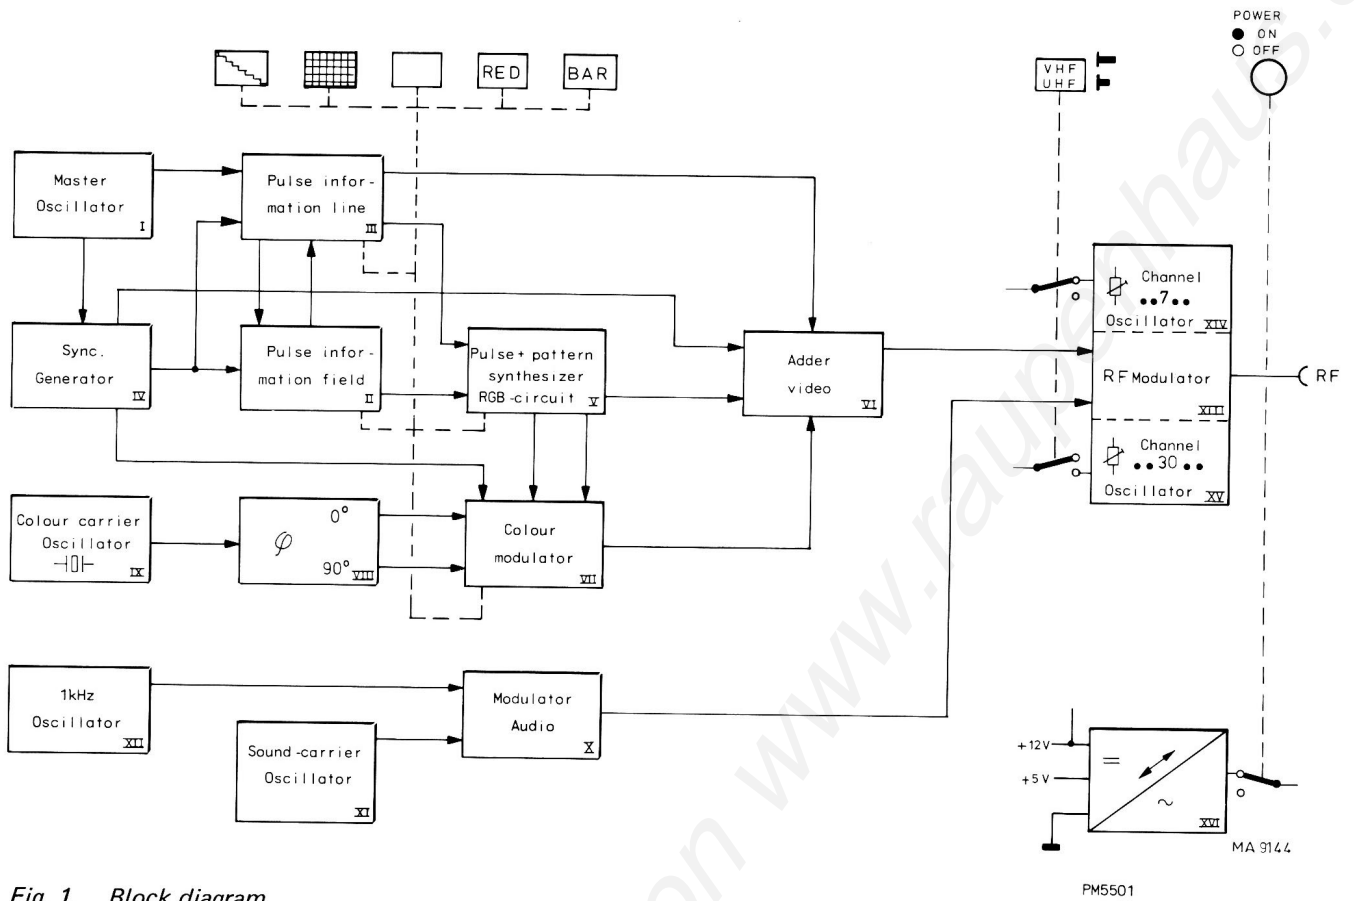 POWER
ON
OFF
RED
BAR
VHF
UHF
Master
Oscillator
I
Pulse infor-
mation line
III
Channel
..7..
Oscillator XIV
Sync.
Generator
IV
Pulse infor-
mation field
II
Pulse+ pattern
synthesizer
RGB-circuit V
Adder
video
VI
RF Modulator
XIII
RF
Channel
..30..
Oscillator XV
Colour carrier
Oscillator
IX
0°
φ
90° VIII
Colour
modulator
VII
1kHz
Oscillator
XII
Modulator
Audio
X
Sound-carrier
Oscillator
XI
+12V
+5V
=
~
XVI
MA 9144
PM5501
Fig. 1 Block diagram
www.raupenhaus.